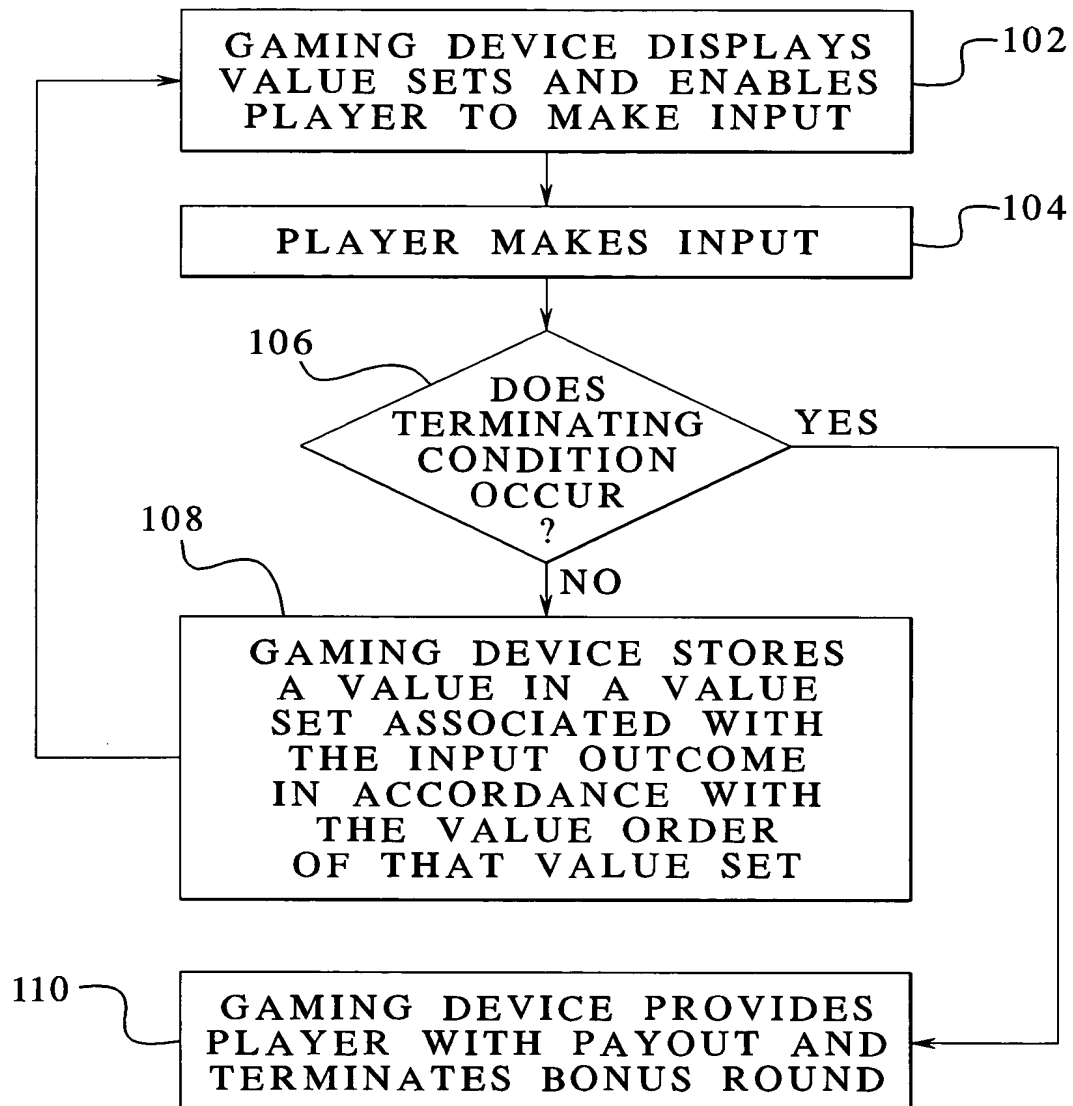 GAMING DEVICE DISPLAYS
VALUE SETS AND ENABLES
PLAYER TO MAKE INPUT
102
PLAYER MAKES INPUT
104
106
DOES
TERMINATING
CONDITION
OCCUR
?
YES
NO
108
GAMING DEVICE STORES
A VALUE IN A VALUE
SET ASSOCIATED WITH
THE INPUT OUTCOME
IN ACCORDANCE WITH
THE VALUE ORDER
OF THAT VALUE SET
110
GAMING DEVICE PROVIDES
PLAYER WITH PAYOUT AND
TERMINATES BONUS ROUND